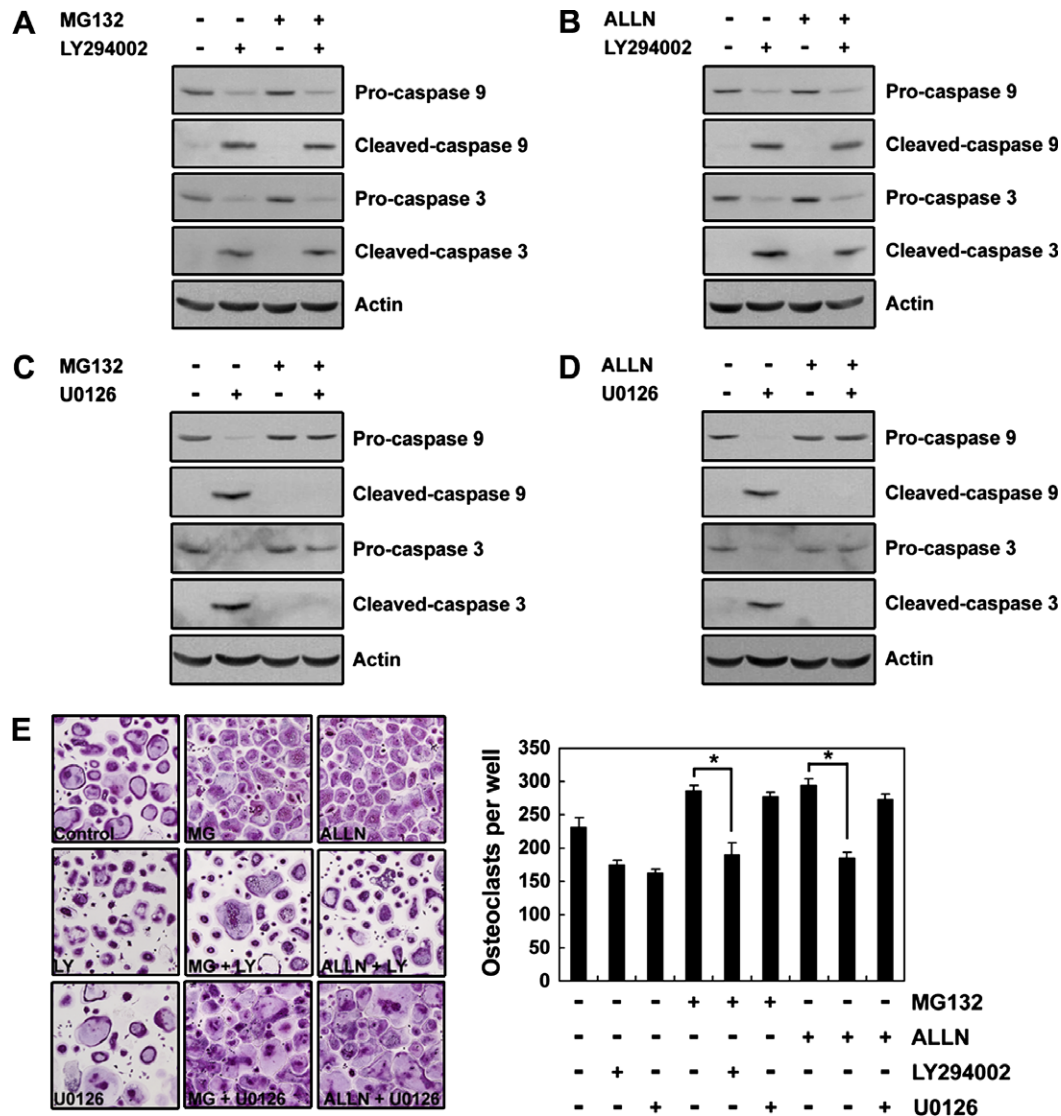 A
MG132 - - + +
LY294002 - + - +
Pro-caspase 9
Cleaved-caspase 9
Pro-caspase 3
Cleaved-caspase 3
Actin
B
ALLN - - + +
LY294002 - + - +
Pro-caspase 9
Cleaved-caspase 9
Pro-caspase 3
Cleaved-caspase 3
Actin
C
MG132 - - + +
U0126 - + - +
Pro-caspase 9
Cleaved-caspase 9
Pro-caspase 3
Cleaved-caspase 3
Actin
D
ALLN - - + +
U0126 - + - +
Pro-caspase 9
Cleaved-caspase 9
Pro-caspase 3
Cleaved-caspase 3
Actin
E
Control MG ALLN
LY MG + LY ALLN + LY
U0126 MG + U0126 ALLN + U0126
Osteoclasts per well
350
300
250
200
150
100
50
0
* *
- - - + + + - - - MG132
- - - - - - + + + ALLN
- + - - + - - + - LY294002
- - + - - + - - + U0126